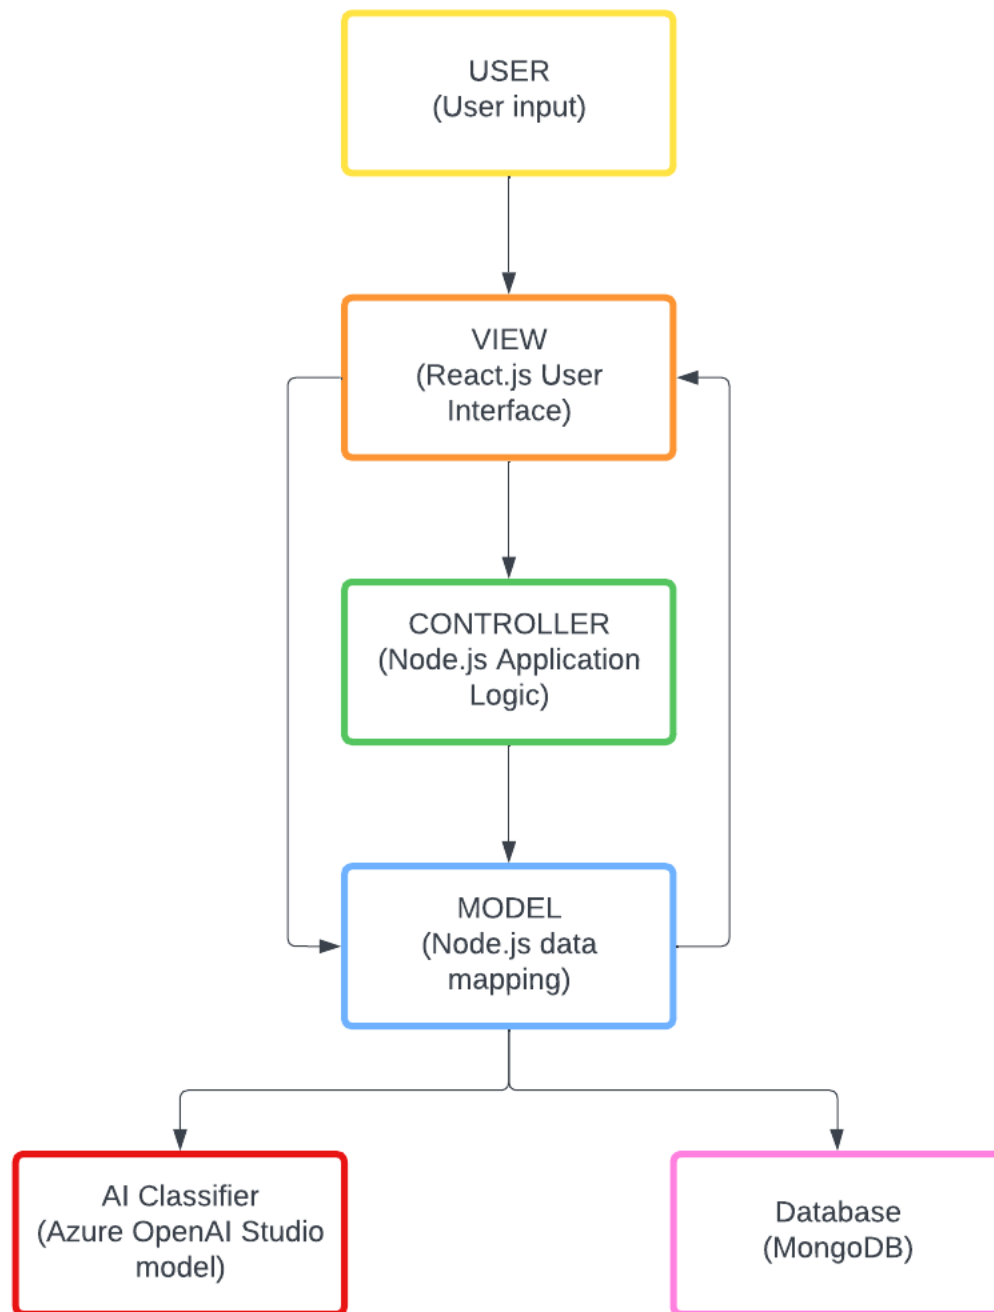 USER
(User input)
VIEW
(React.js User
Interface)
CONTROLLER
(Node.js Application
Logic)
MODEL
(Node.js data
mapping)
AI Classifier
(Azure OpenAI Studio
model)
Database
(MongoDB)